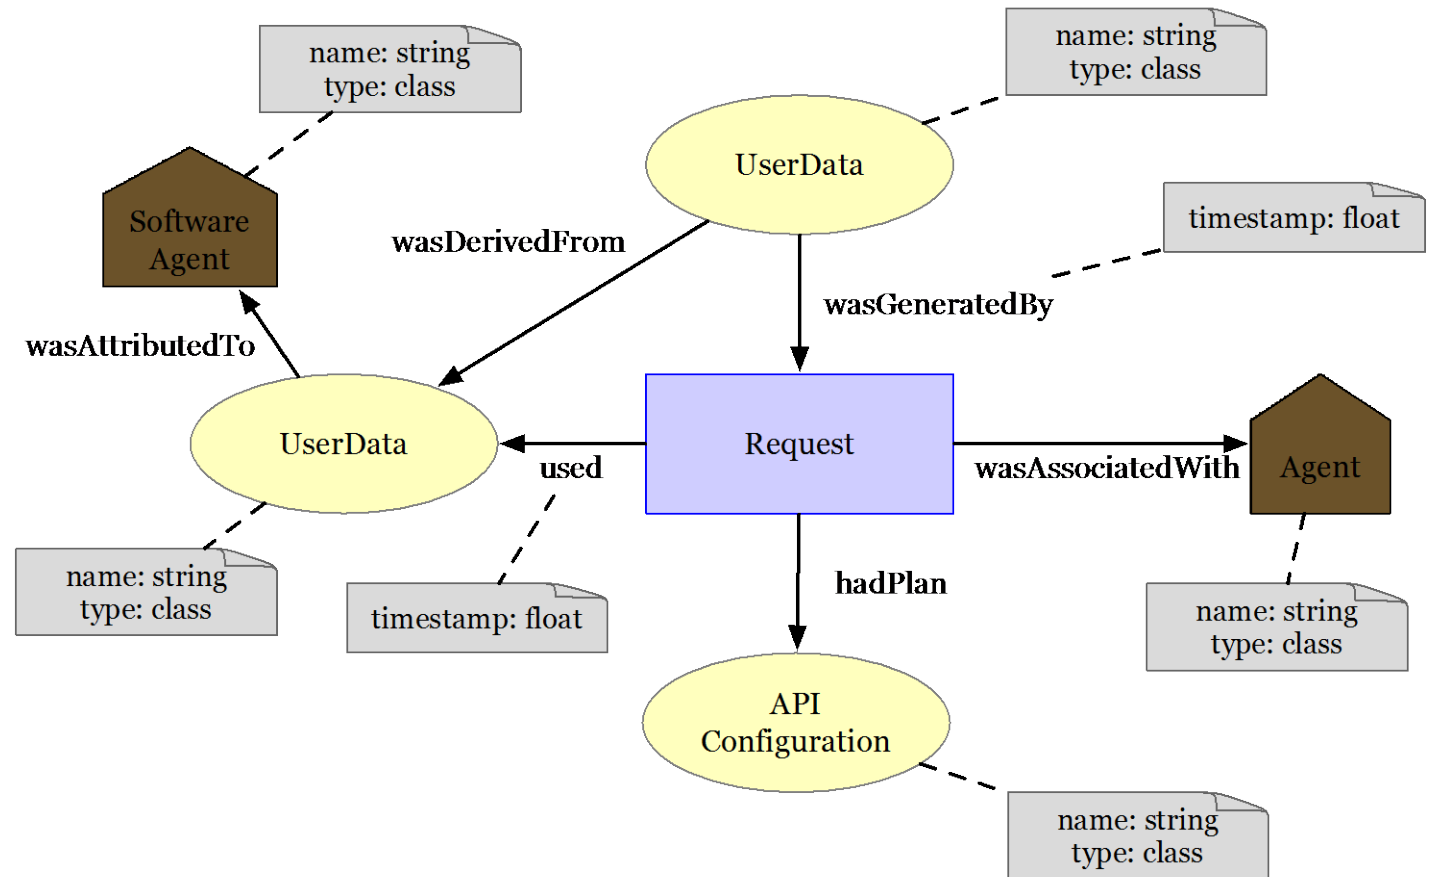 name: string
type: class
name: string
type: class
UserData
timestamp: float
Software
Agent
wasDerivedFrom
wasGeneratedBy
wasAttributedTo
UserData
used
Request
wasAssociatedWith
Agent
name: string
type: class
timestamp: float
hadPlan
name: string
type: class
API
Configuration
name: string
type: class